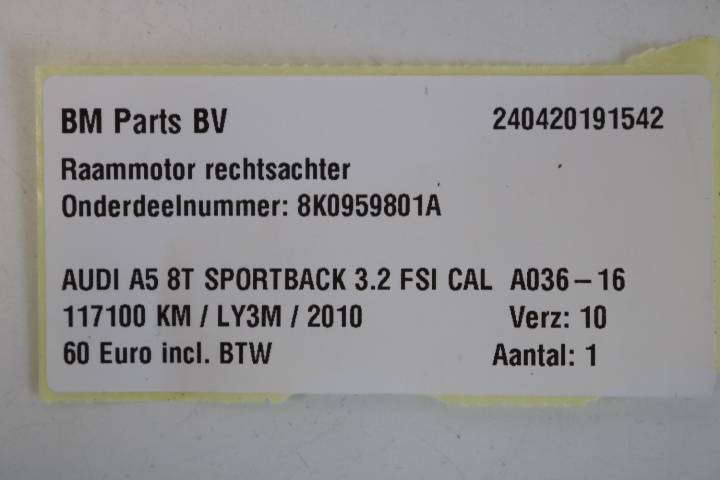 BM Parts BV 240420191542
Raammotor rechtsachter
Onderdeelnummer: 8K0959801A
AUDI A5 8T SPORTBACK 3.2 FSI CAL A036-16
117100 KM / LY3M / 2010 Verz: 10
60 Euro incl. BTW Aantal: 1